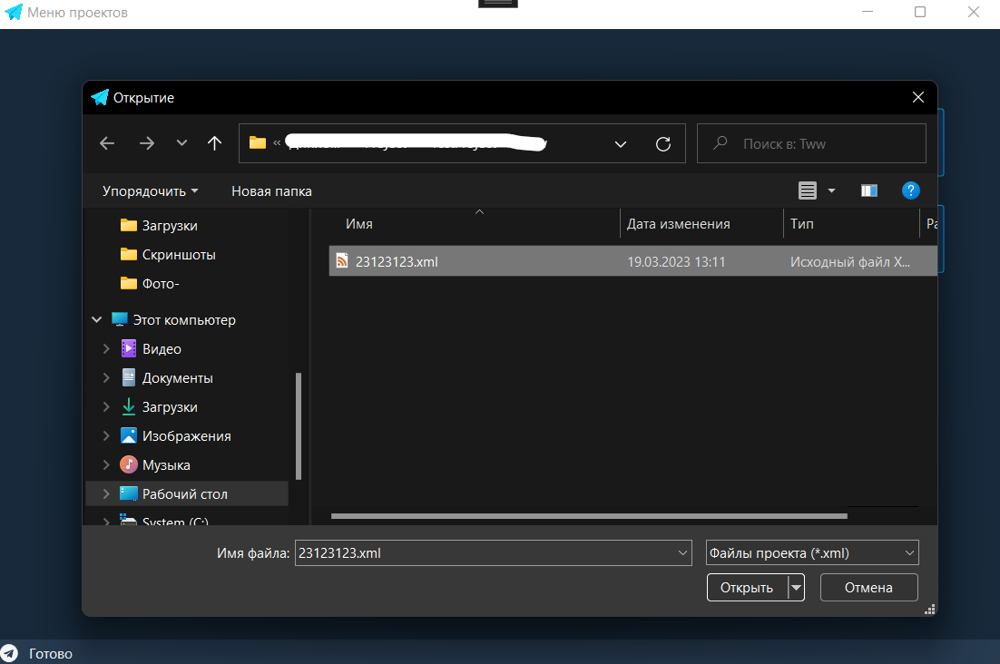 Меню проектов
Открытие
« Поиск в: Tww
Упорядочить Новая папка
Имя Дата изменения Тип Ра
23123123.xml 19.03.2023 13:11 Исходный файл X...
Загрузки
Скриншоты
Фото-
Этот компьютер
Видео
Документы
Загрузки
Изображения
Музыка
Рабочий стол
System (C:)
Имя файла: 23123123.xml Файлы проекта (*.xml)
Открыть Отмена
Готово